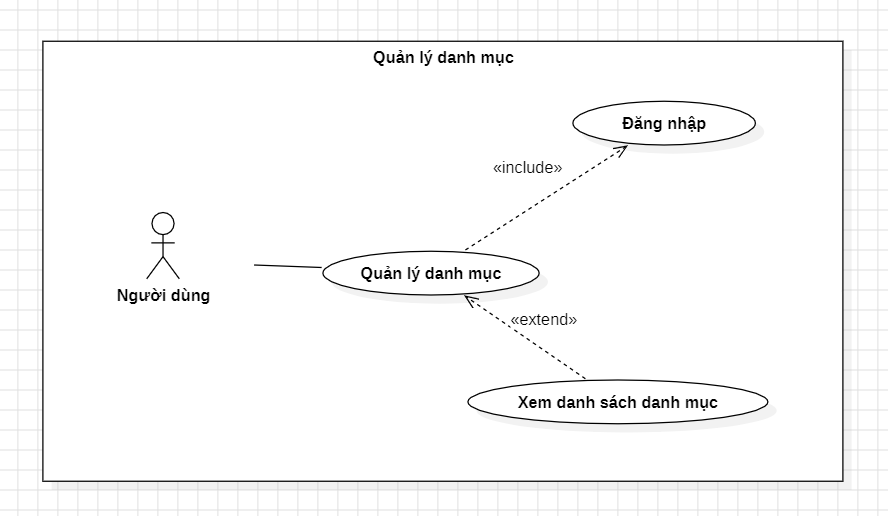 Quản lý danh mục
Đăng nhập
«include»
Quản lý danh mục
Người dùng
«extend»
Xem danh sách danh mục